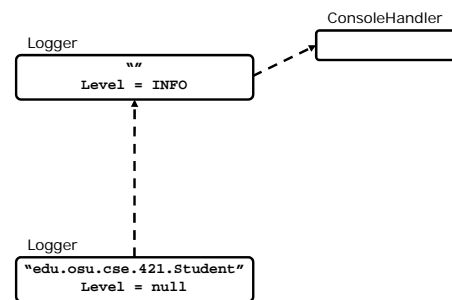 ConsoleHandler
Logger
“”
Level = INFO
Logger
“edu.osu.cse.421.Student”
Level = null